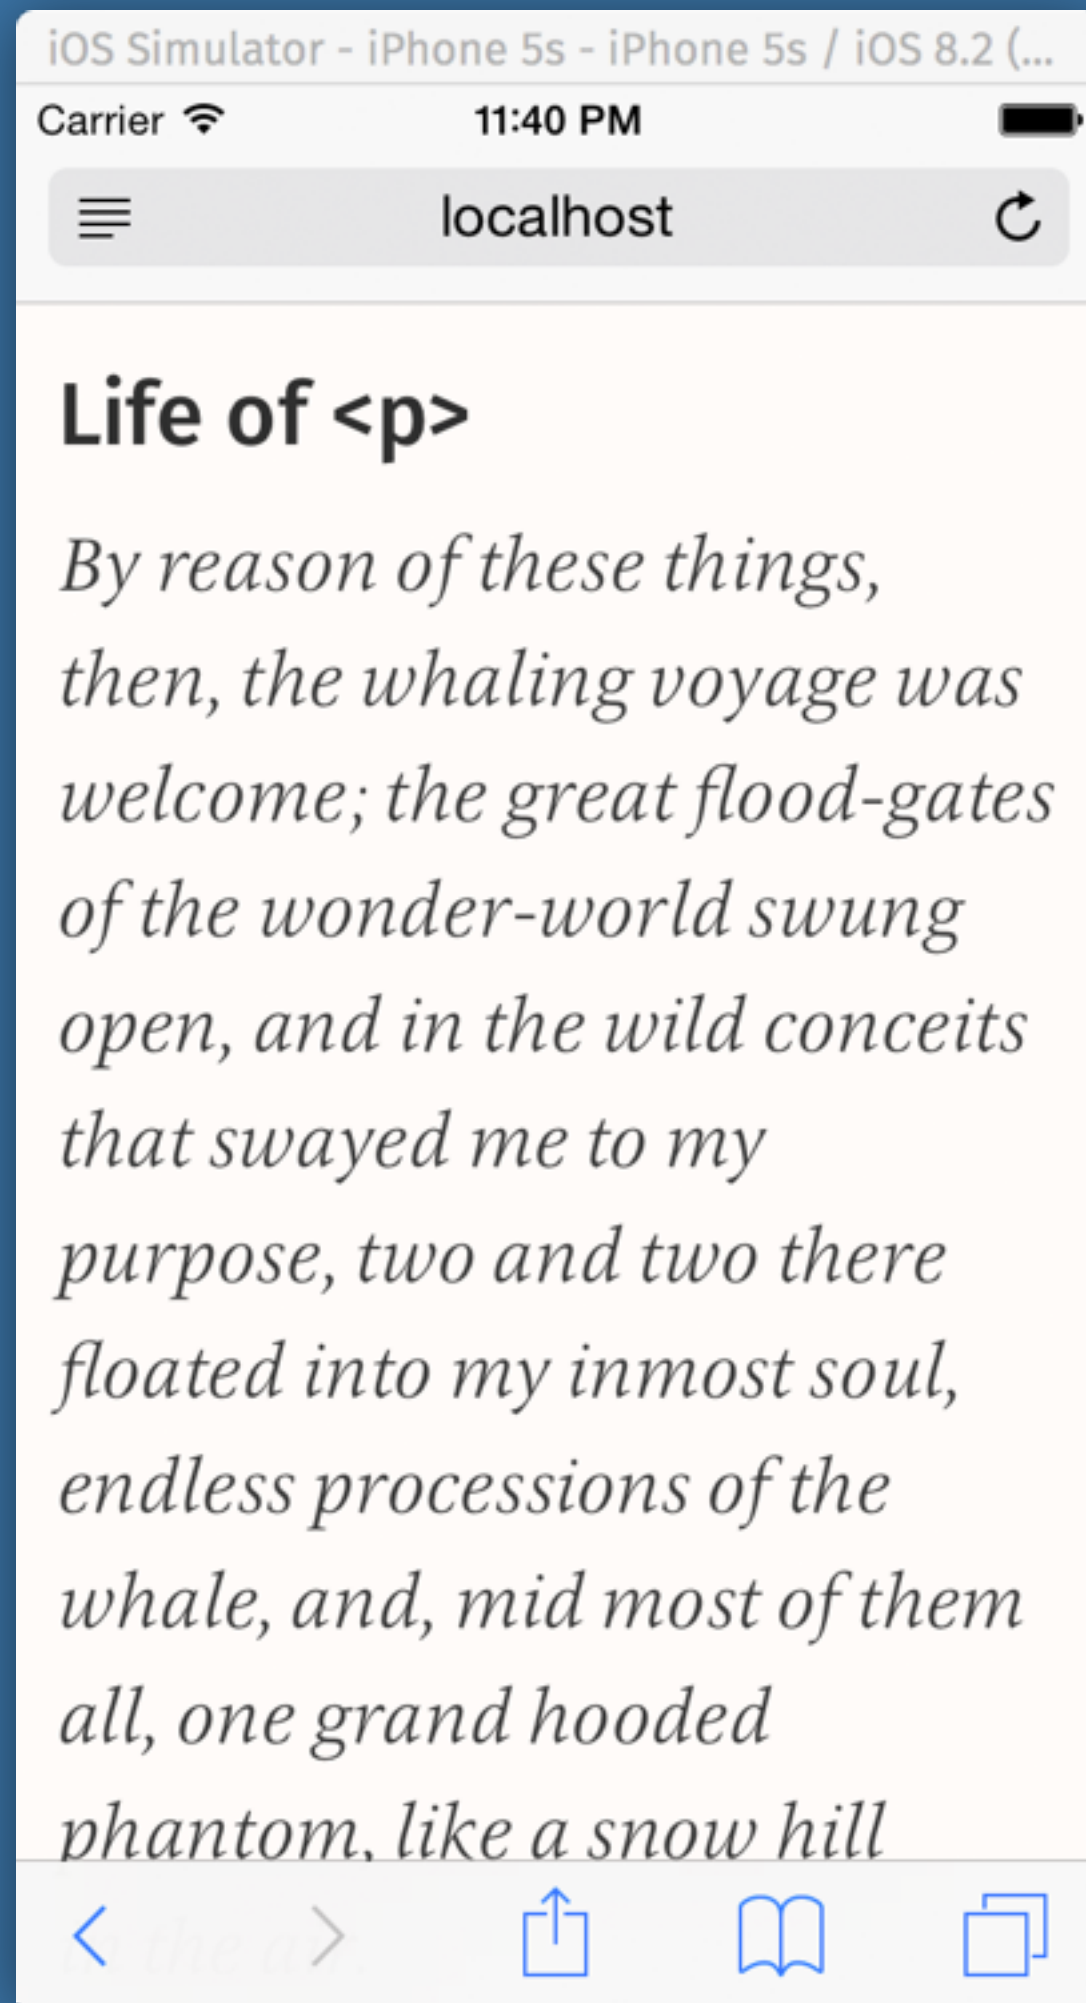 iOS Simulator - iPhone 5s - iPhone 5s / iOS 8.2 (...
Carrier 11:40 PM
localhost
Life of <p>
By reason of these things,
then, the whaling voyage was
welcome; the great flood-gates
of the wonder-world swung
open, and in the wild conceits
that swayed me to my
purpose, two and two there
floated into my inmost soul,
endless processions of the
whale, and, mid most of them
all, one grand hooded
phantom, like a snow hill
in the air.